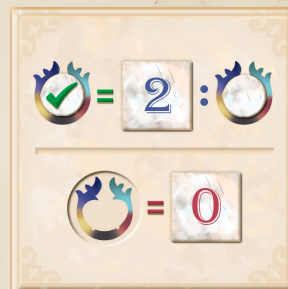 = 2 :
= 0